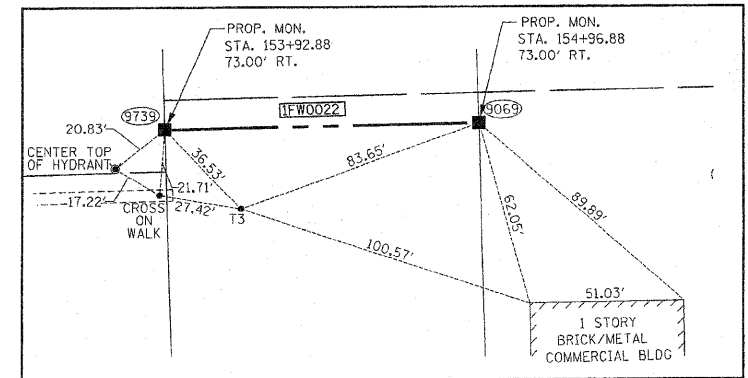 PROP. MON.
STA. 153+92.88
73.00' RT.
PROP. MON.
STA. 154+96.88
73.00' RT.
9739
1FW0022
9069
20.83'
CENTER TOP
OF HYDRANT
36.53'
83.65'
21.71'
17.22'
27.42'
CROSS
ON
WALK
T3
62.05'
89.89'
100.57'
51.03'
1 STORY
BRICK/METAL
COMMERCIAL BLDG